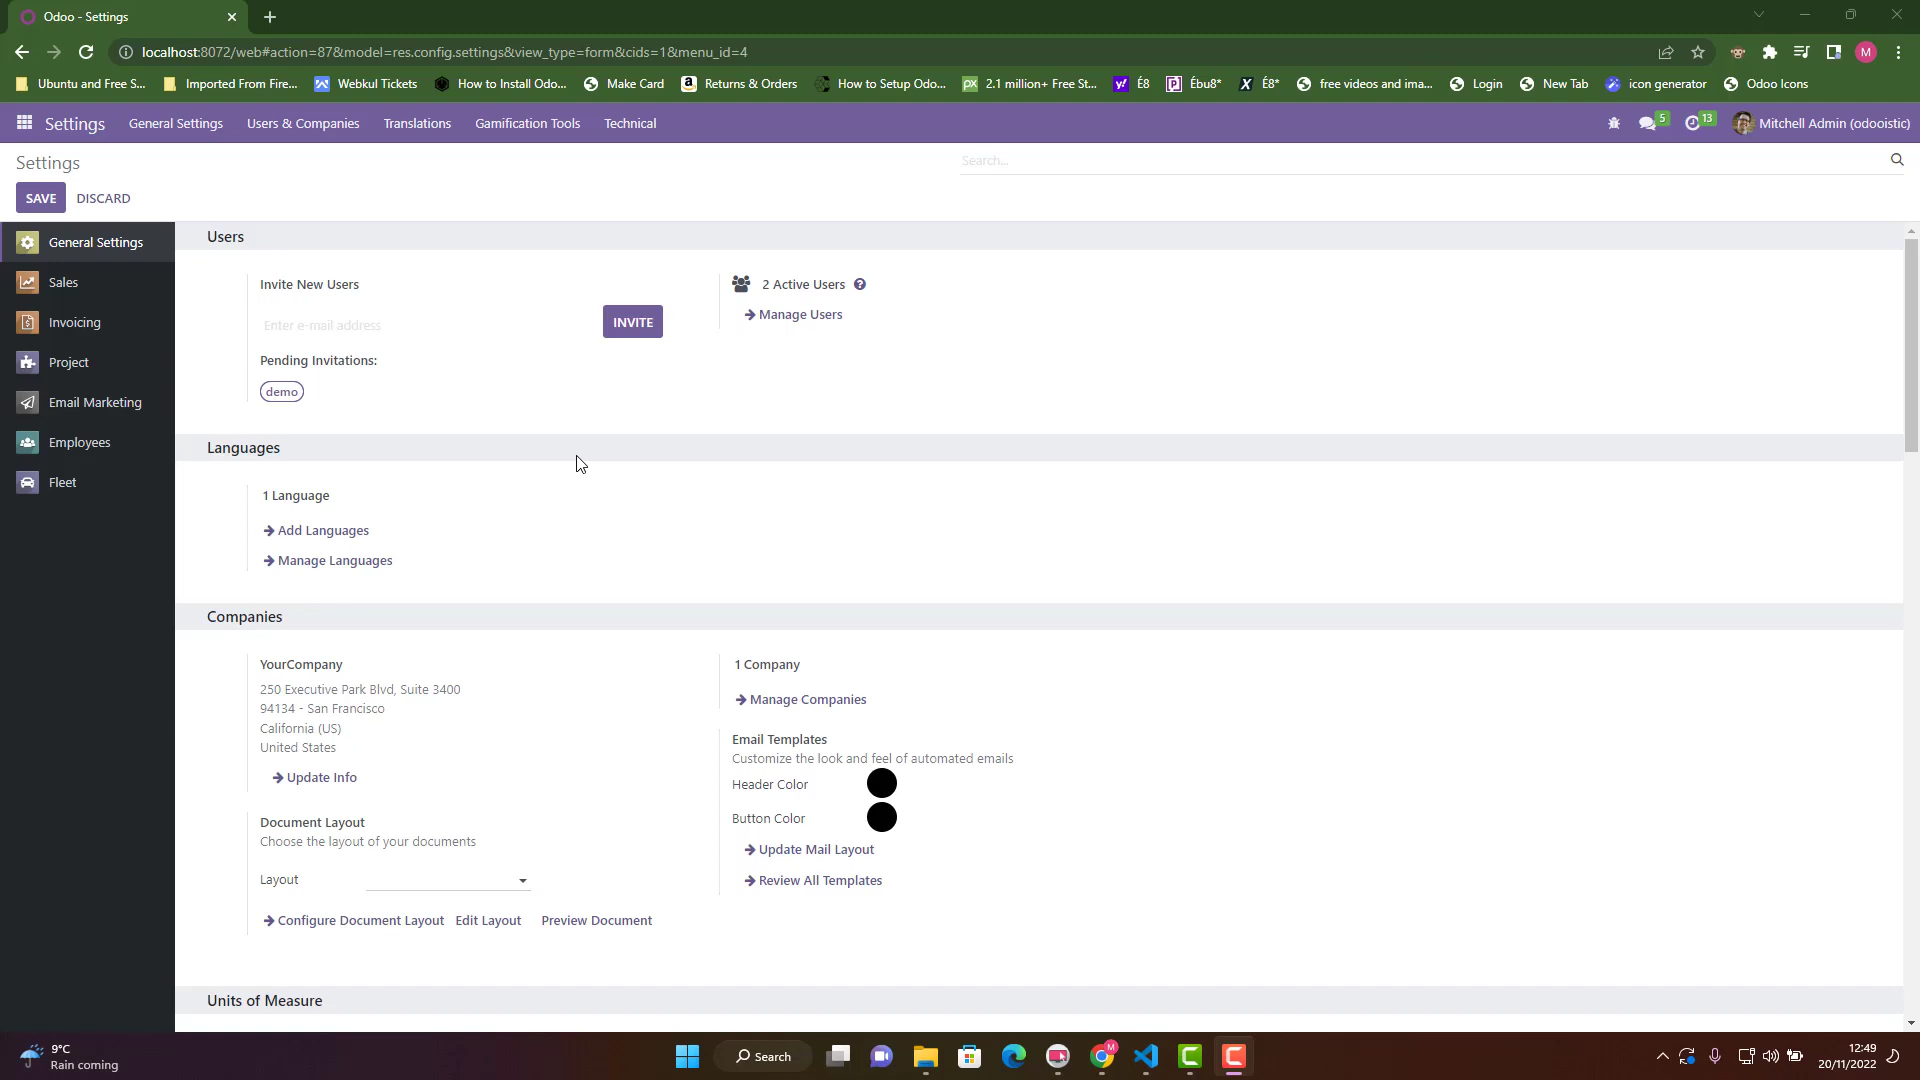 Odoo - Settings
localhost:8072/web#action=87&model=res.config.settings&view_type=form&cids=1&menu_id=4
M
Ubuntu and Free S...
Imported From Fire...
Webkul Tickets
How to Install Odo...
Make Card
Returns & Orders
How to Setup Odo...
2.1 million+ Free St...
É8
Ébu8*
É8*
free videos and ima...
Login
New Tab
icon generator
Odoo Icons
Settings
General Settings
Users & Companies
Translations
Gamification Tools
Technical
5
13
Mitchell Admin (odooistic)
Settings
Search...
SAVE
DISCARD
General Settings
Sales
Invoicing
Project
Email Marketing
Employees
Fleet
Users
Invite New Users
Enter e-mail address
INVITE
Pending Invitations:
demo
2 Active Users
Manage Users
Languages
1 Language
Add Languages
Manage Languages
Companies
YourCompany
250 Executive Park Blvd, Suite 3400
94134 - San Francisco
California (US)
United States
Update Info
1 Company
Manage Companies
Email Templates
Customize the look and feel of automated emails
Header Color
Button Color
Update Mail Layout
Review All Templates
Document Layout
Choose the layout of your documents
Layout
Configure Document Layout
Edit Layout
Preview Document
Units of Measure
9°C
Rain coming
Search
M
12:49
20/11/2022